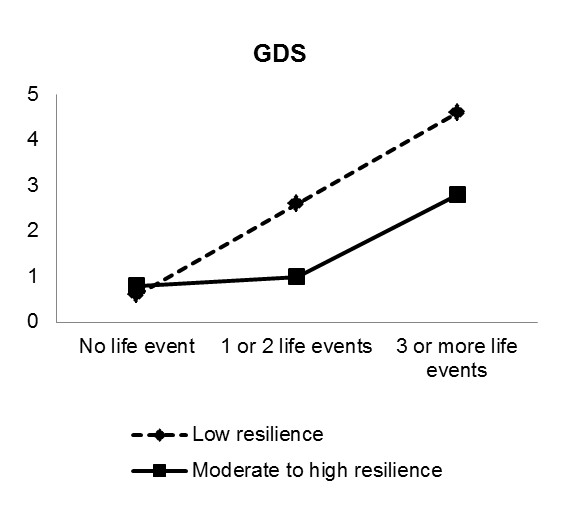 GDS
5
4
3
2
1
0
No life event 1 or 2 life events 3 or more life
events
Low resilience
Moderate to high resilience